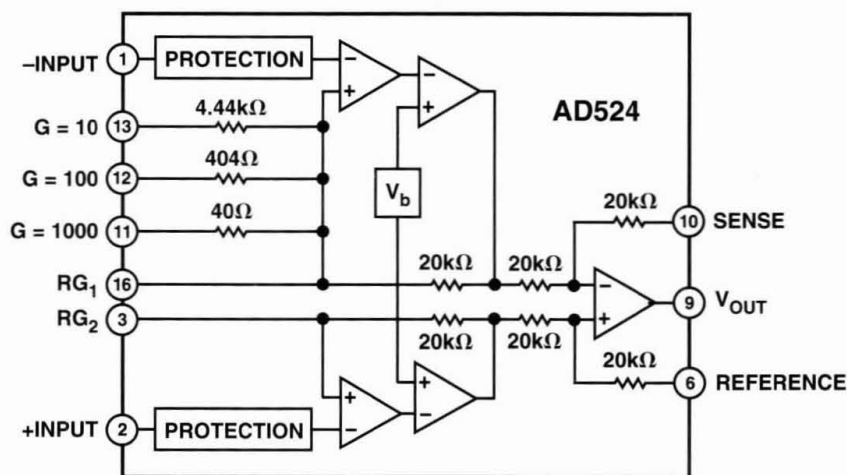 –INPUT 1 PROTECTION – +
– +
AD524
4.44kΩ
G = 10 13
404Ω
G = 100 12
V_b
40Ω
G = 1000 11
20kΩ
10 SENSE
RG₁ 16
20kΩ 20kΩ
– +
9 V_OUT
RG₂ 3
20kΩ 20kΩ
20kΩ
6 REFERENCE
+ –
+ –
+INPUT 2 PROTECTION